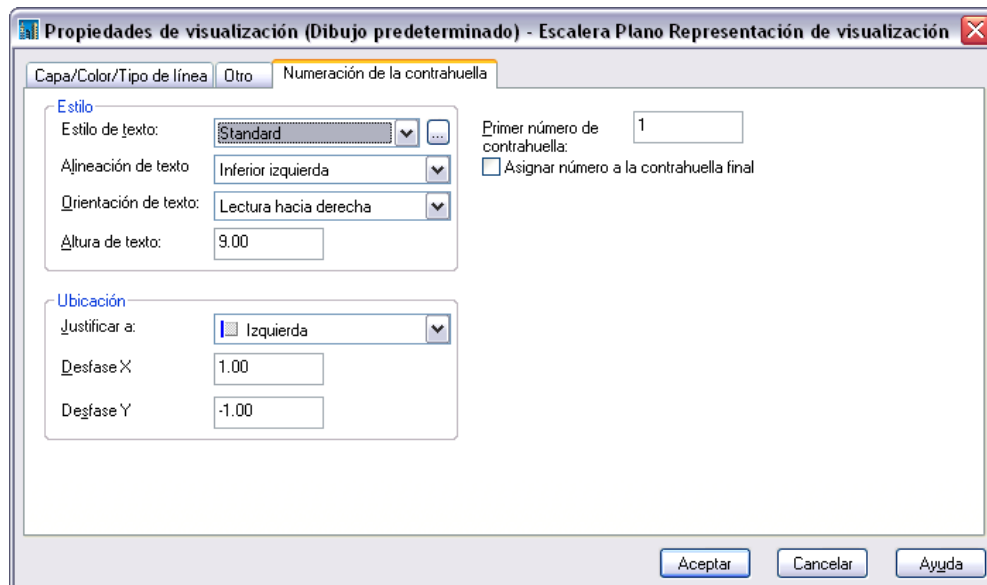 Propiedades de visualización (Dibujo predeterminado) - Escalera Plano Representación de visualización
Capa/Color/Tipo de línea Otro Numeración de la contrahuella
Estilo
Estilo de texto: Standard ...
Alineación de texto Inferior izquierda
Orientación de texto: Lectura hacia derecha
Altura de texto: 9.00
Primer número de
contrahuella: 1
Asignar número a la contrahuella final
Ubicación
Justificar a: Izquierda
Desfase X 1.00
Desfase Y -1.00
Aceptar Cancelar Ayuda